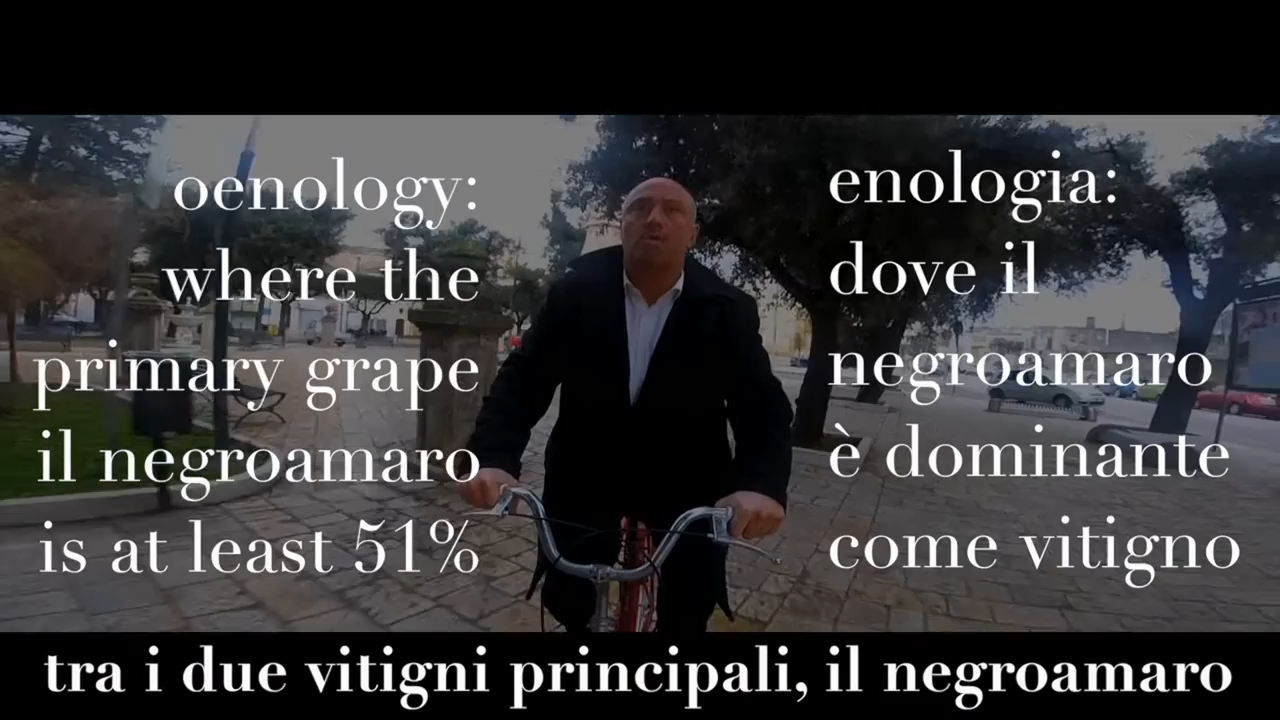 oenology:
where the
primary grape
il negroamaro
is at least 51%
enologia:
dove il
negroamaro
è dominante
come vitigno
tra i due vitigni principali, il negroamaro